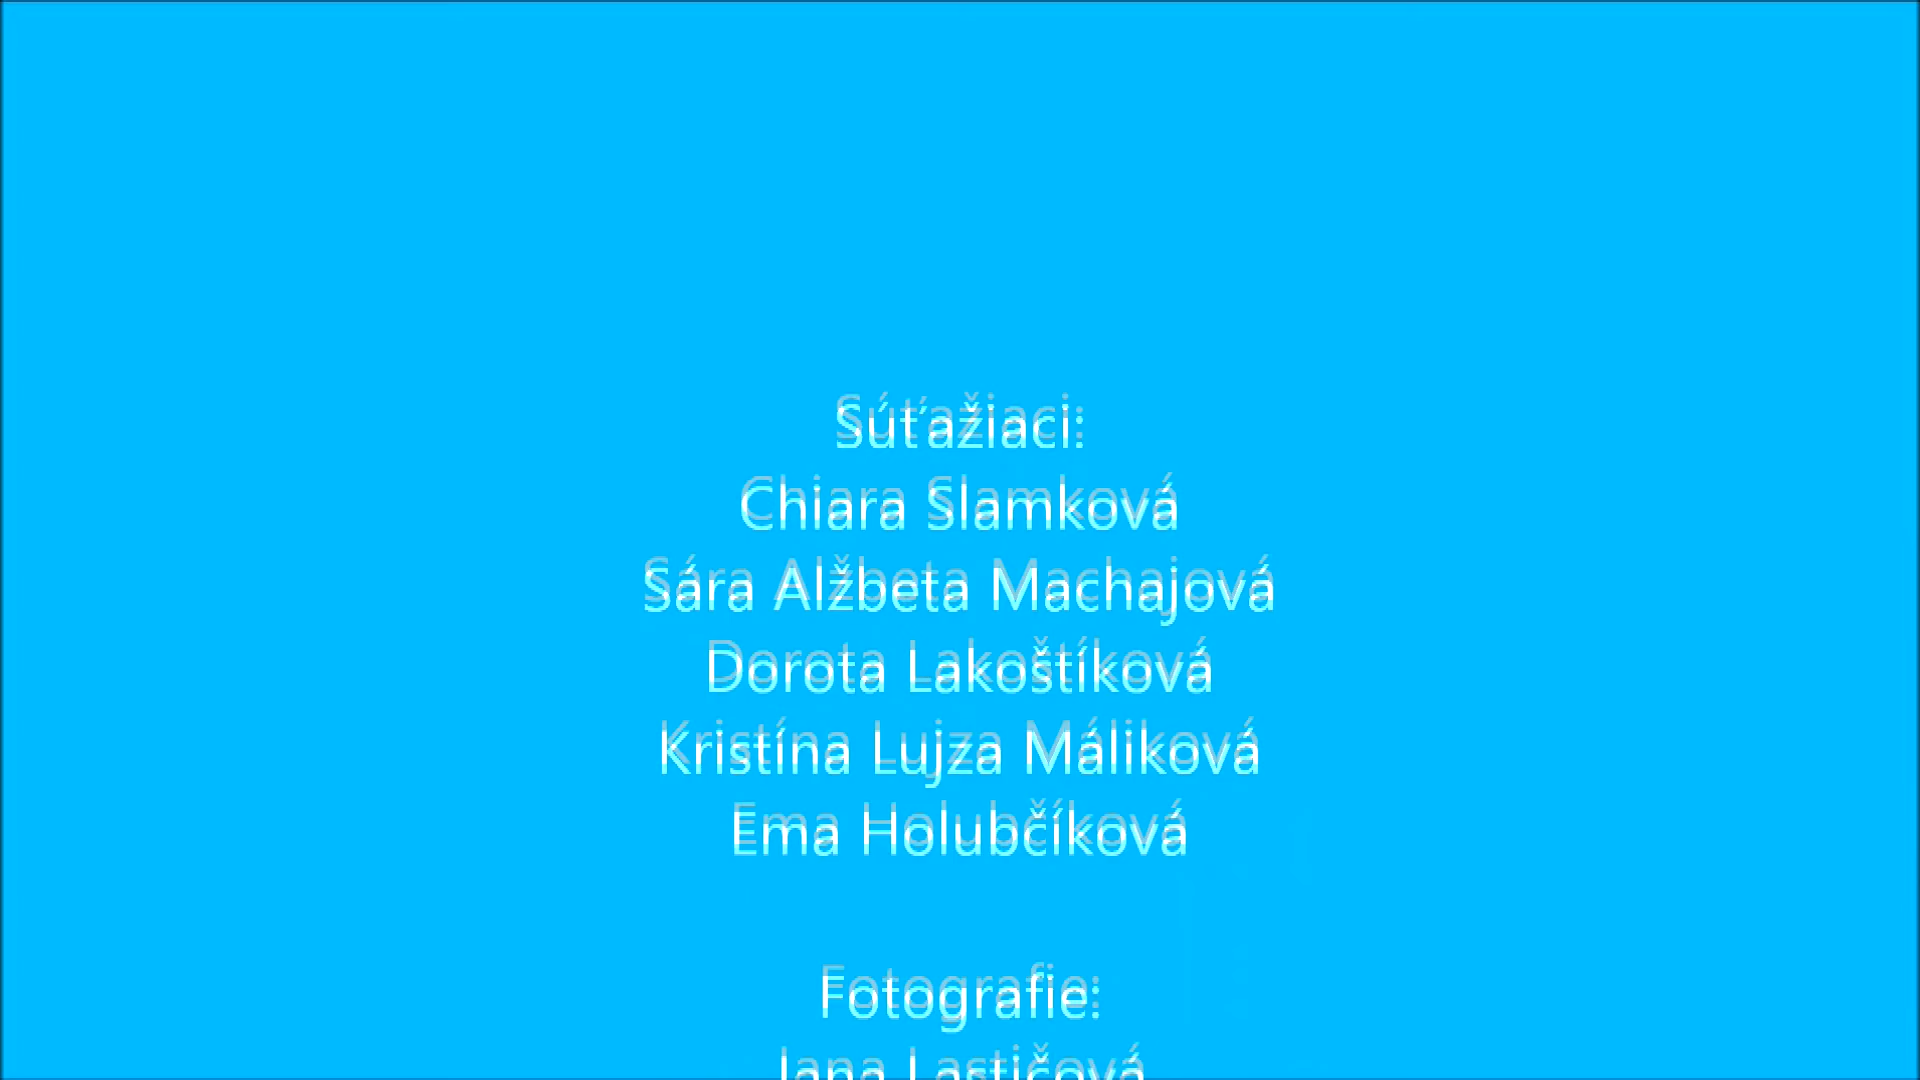 Súťažiaci:
Chiara Slamková
Sára Alžbeta Machajová
Dorota Lakoštíková
Kristína Lujza Máliková
Ema Holubčíková
Fotografie:
Jana Lastičová